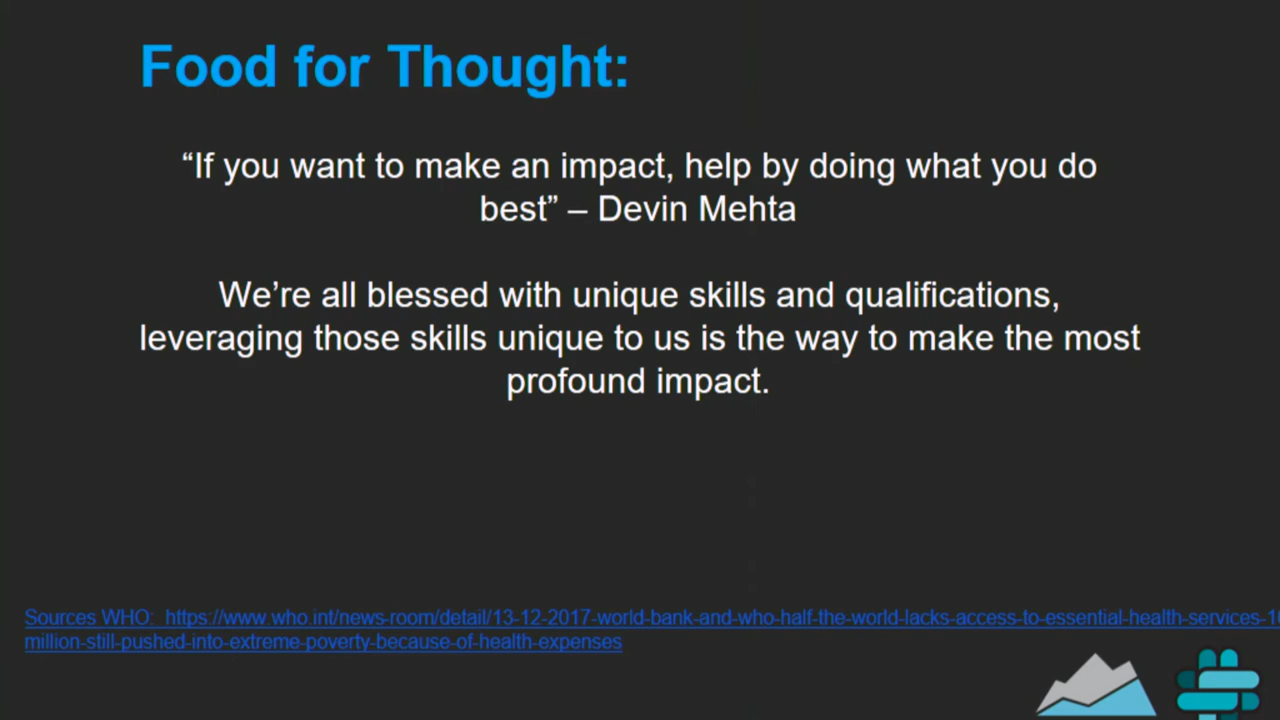 Food for Thought:
“If you want to make an impact, help by doing what you do
best” – Devin Mehta
We’re all blessed with unique skills and qualifications,
leveraging those skills unique to us is the way to make the most
profound impact.
Sources WHO: https://www.who.int/news-room/detail/13-12-2017-world-bank-and-who-half-the-world-lacks-access-to-essential-health-services-1
million-still-pushed-into-extreme-poverty-because-of-health-expenses